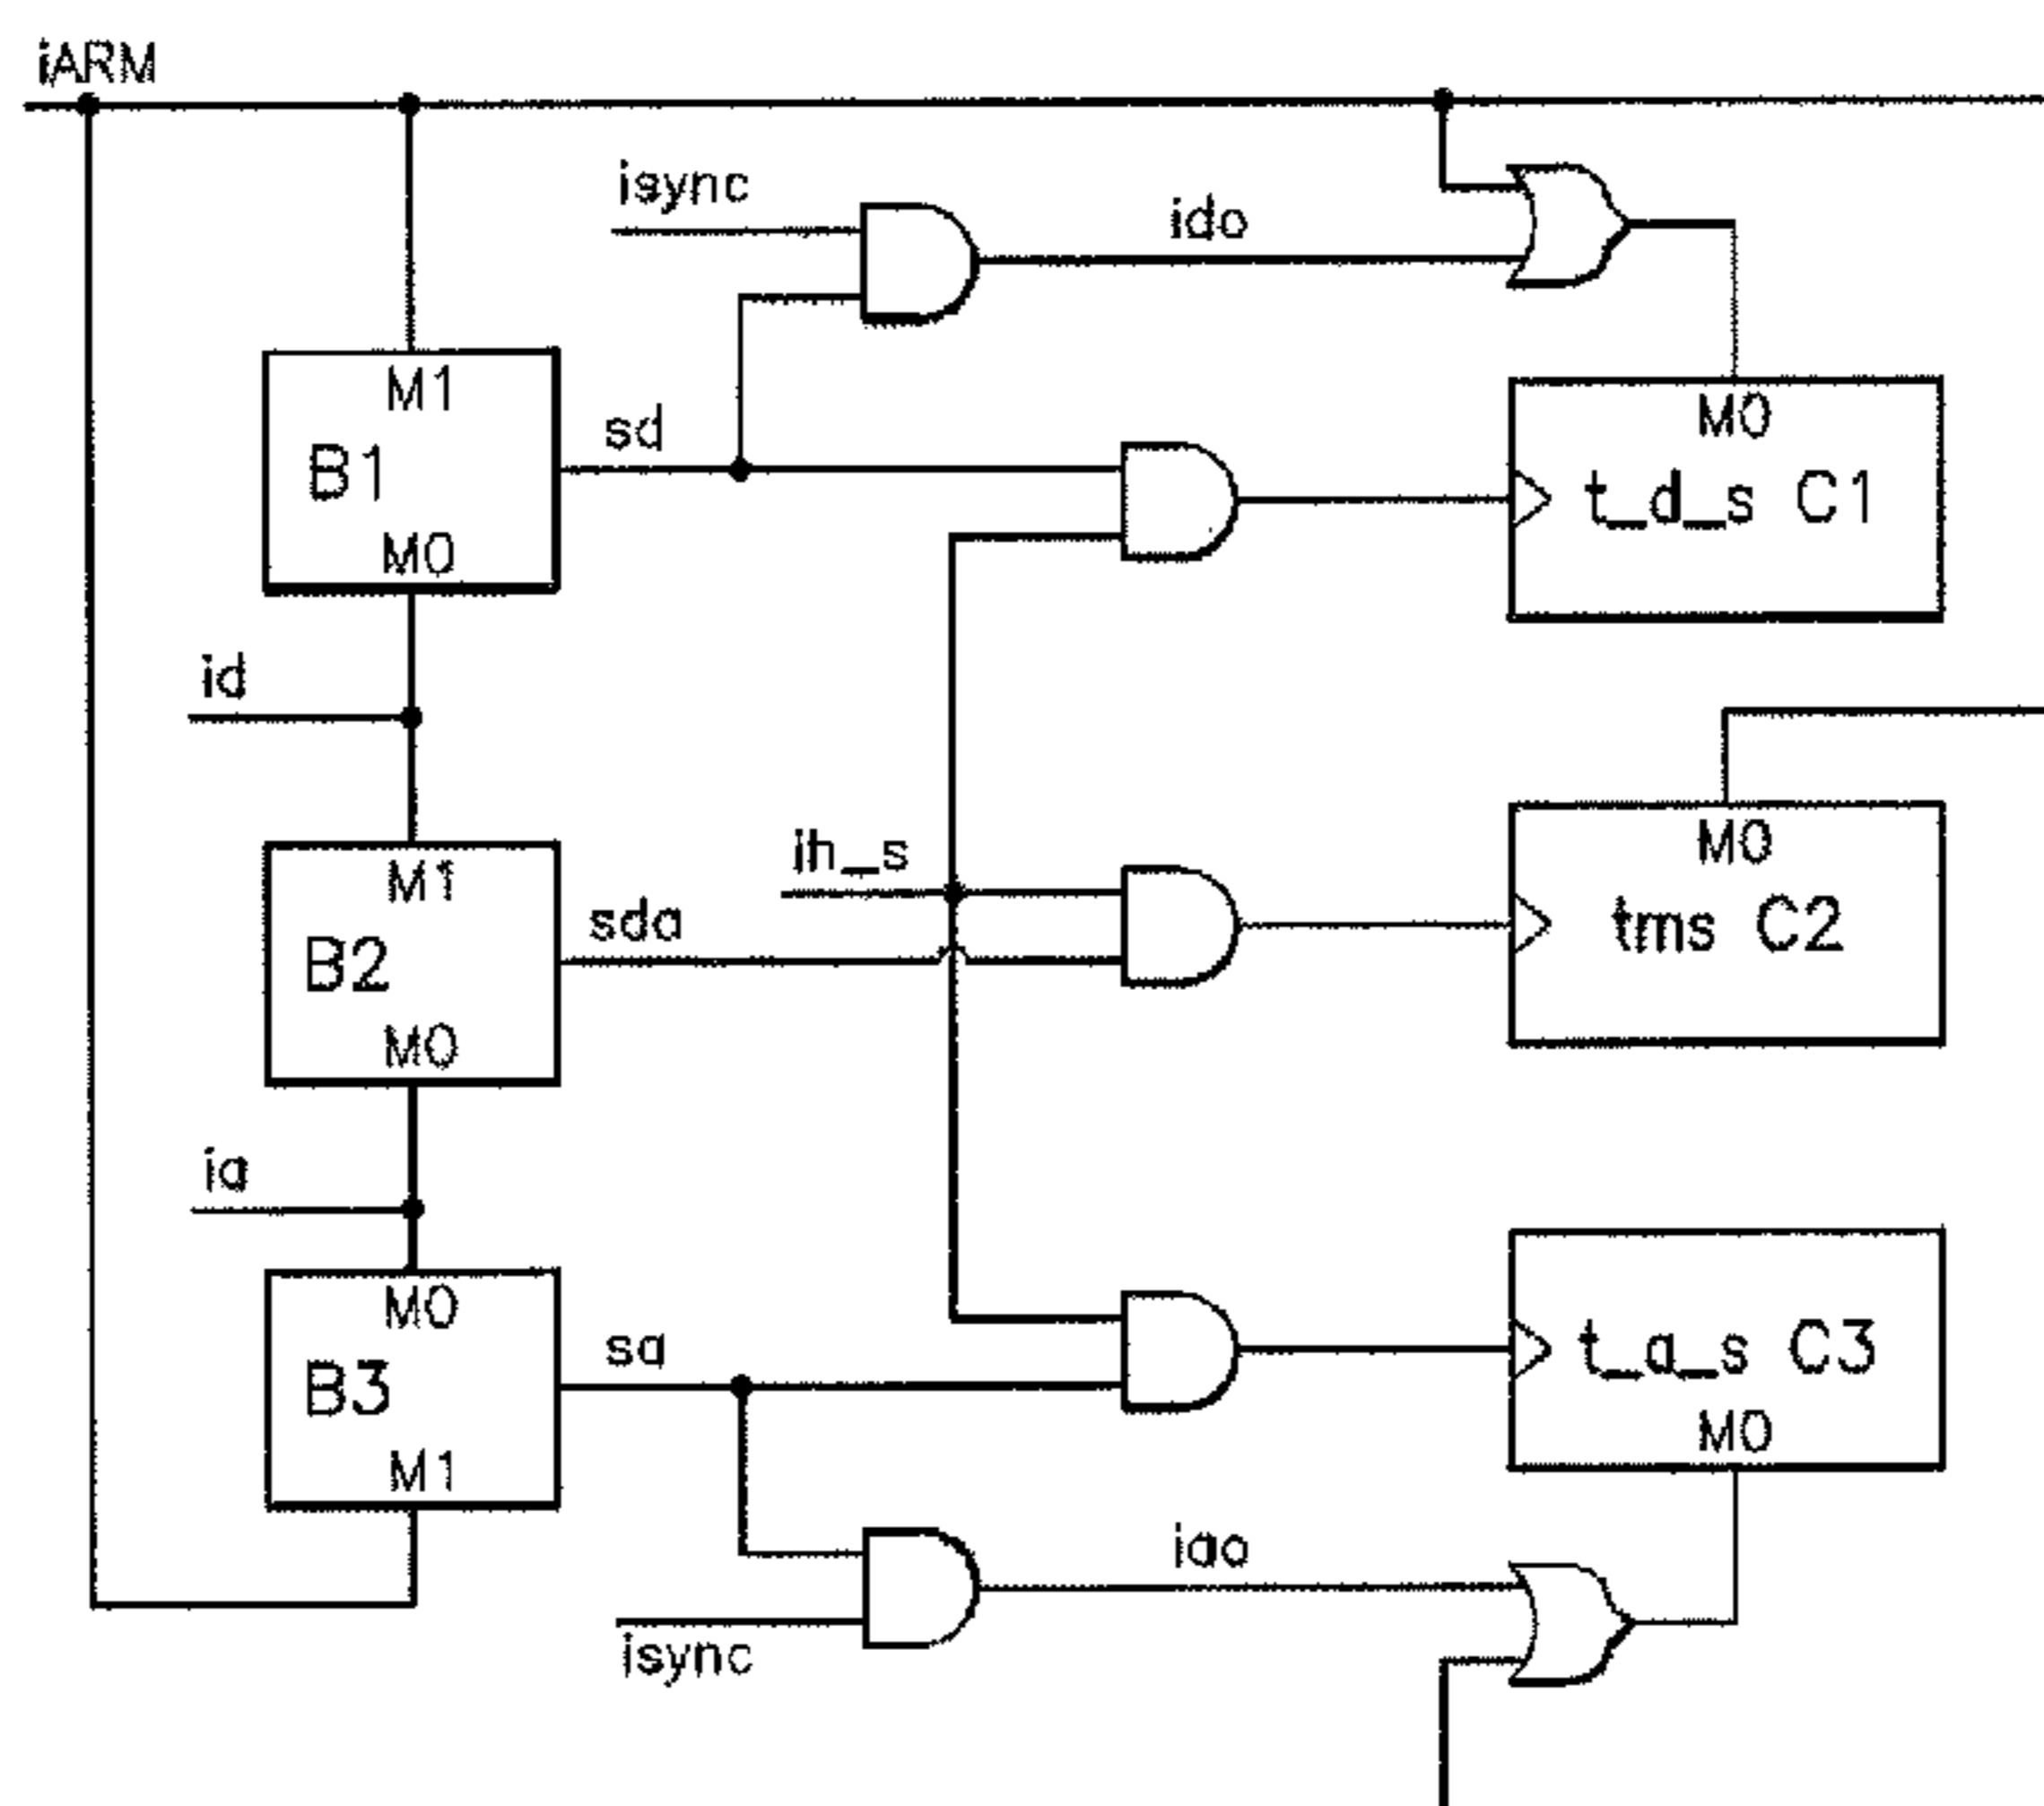 iARM
isync
ido
M1
B1
M0
sd
M0
t_d_s C1
id
M1
B2
M0
ih_s
sda
M0
tms C2
ia
M0
B3
M1
sa
t_a_s C3
M0
iao
isync